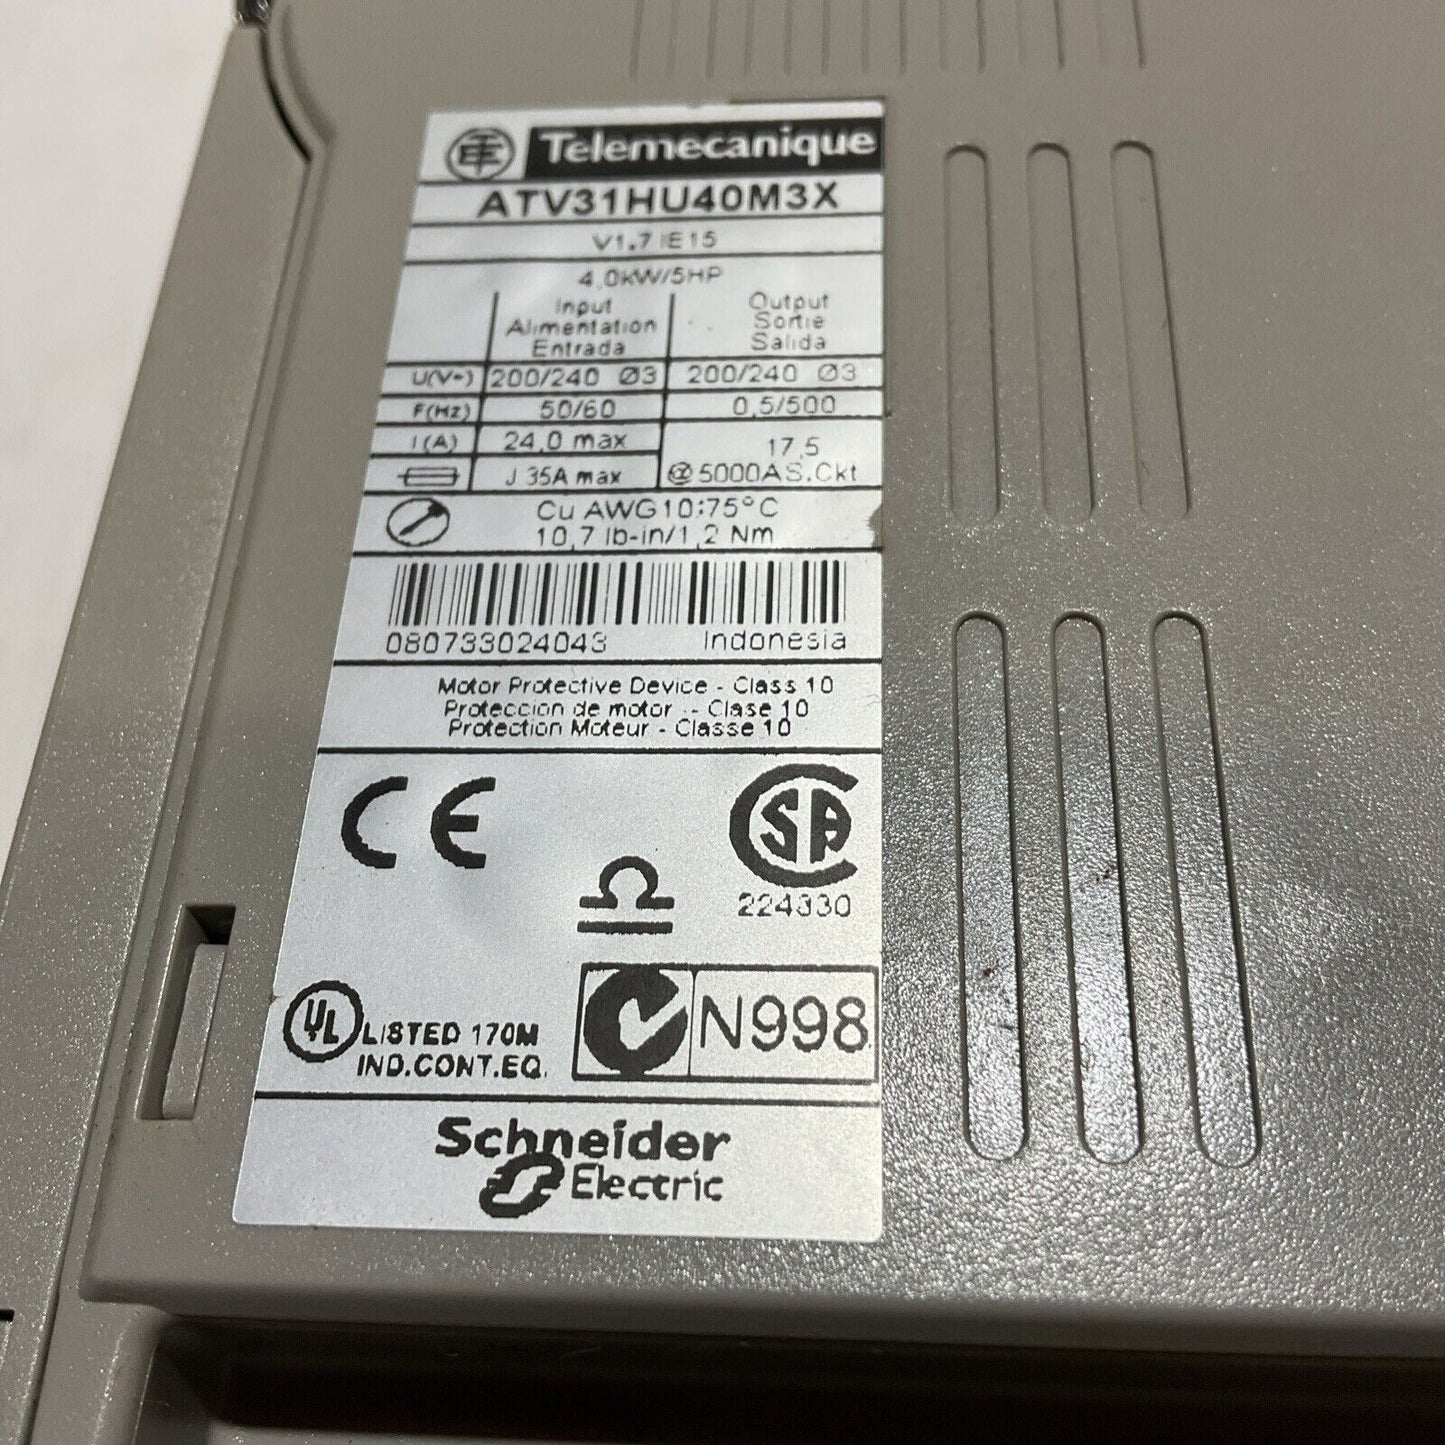 Telemecanique
ATV31HU40M3X
V1.7 IE15
4,0kW/5HP
Input Output
Alimentation Sortie
Entrada Salida
U(V~) 200/240 Ø3 200/240 Ø3
F(Hz) 50/60 0,5/500
I(A) 24,0 max 17,5
J 35A max @5000AS.Ckt
Cu AWG10:75°C
10,7 lb-in/1,2 Nm
080733024043 Indonesia
Motor Protective Device - Class 10
Proteccion de motor - Clase 10
Protection Moteur - Classe 10
CE
CSA
224330
UL LISTED 170M
IND.CONT.EQ.
N998
Schneider
Electric